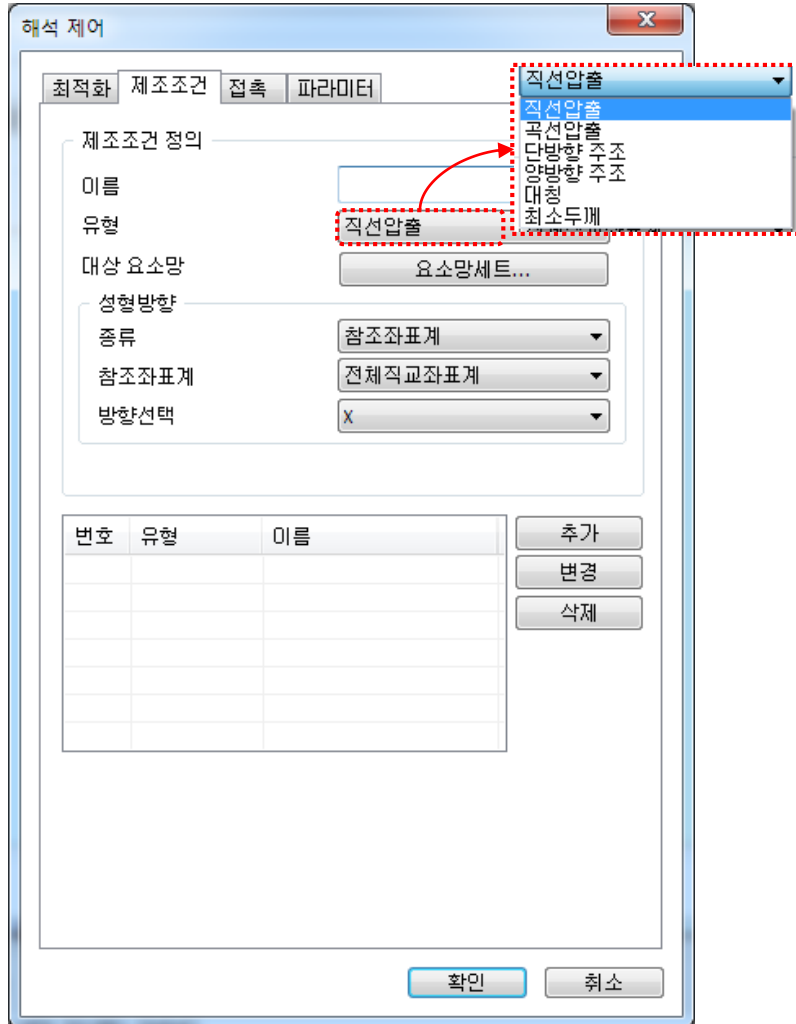 해석 제어
최적화 제조조건 접촉 파라미터
직선압출
직선압출
곡선압출
단방향 주조
양방향 주조
대칭
최소두께
제조조건 정의
이름
유형 직선압출
대상 요소망 요소망세트...
성형방향
종류 참조좌표계
참조좌표계 전체직교좌표계
방향선택 X
번호 유형 이름
추가
변경
삭제
확인 취소